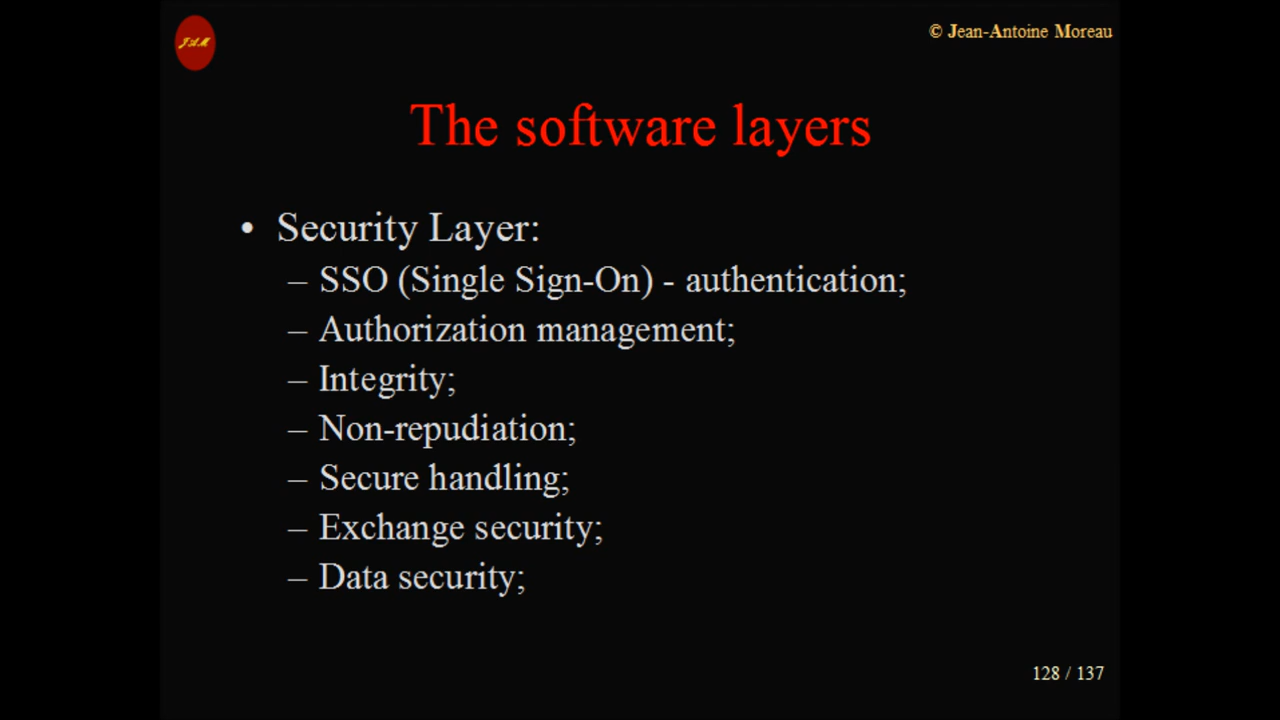 JAM
© Jean-Antoine Moreau
The software layers
• Security Layer:
– SSO (Single Sign-On) - authentication;
– Authorization management;
– Integrity;
– Non-repudiation;
– Secure handling;
– Exchange security;
– Data security;
128 / 137